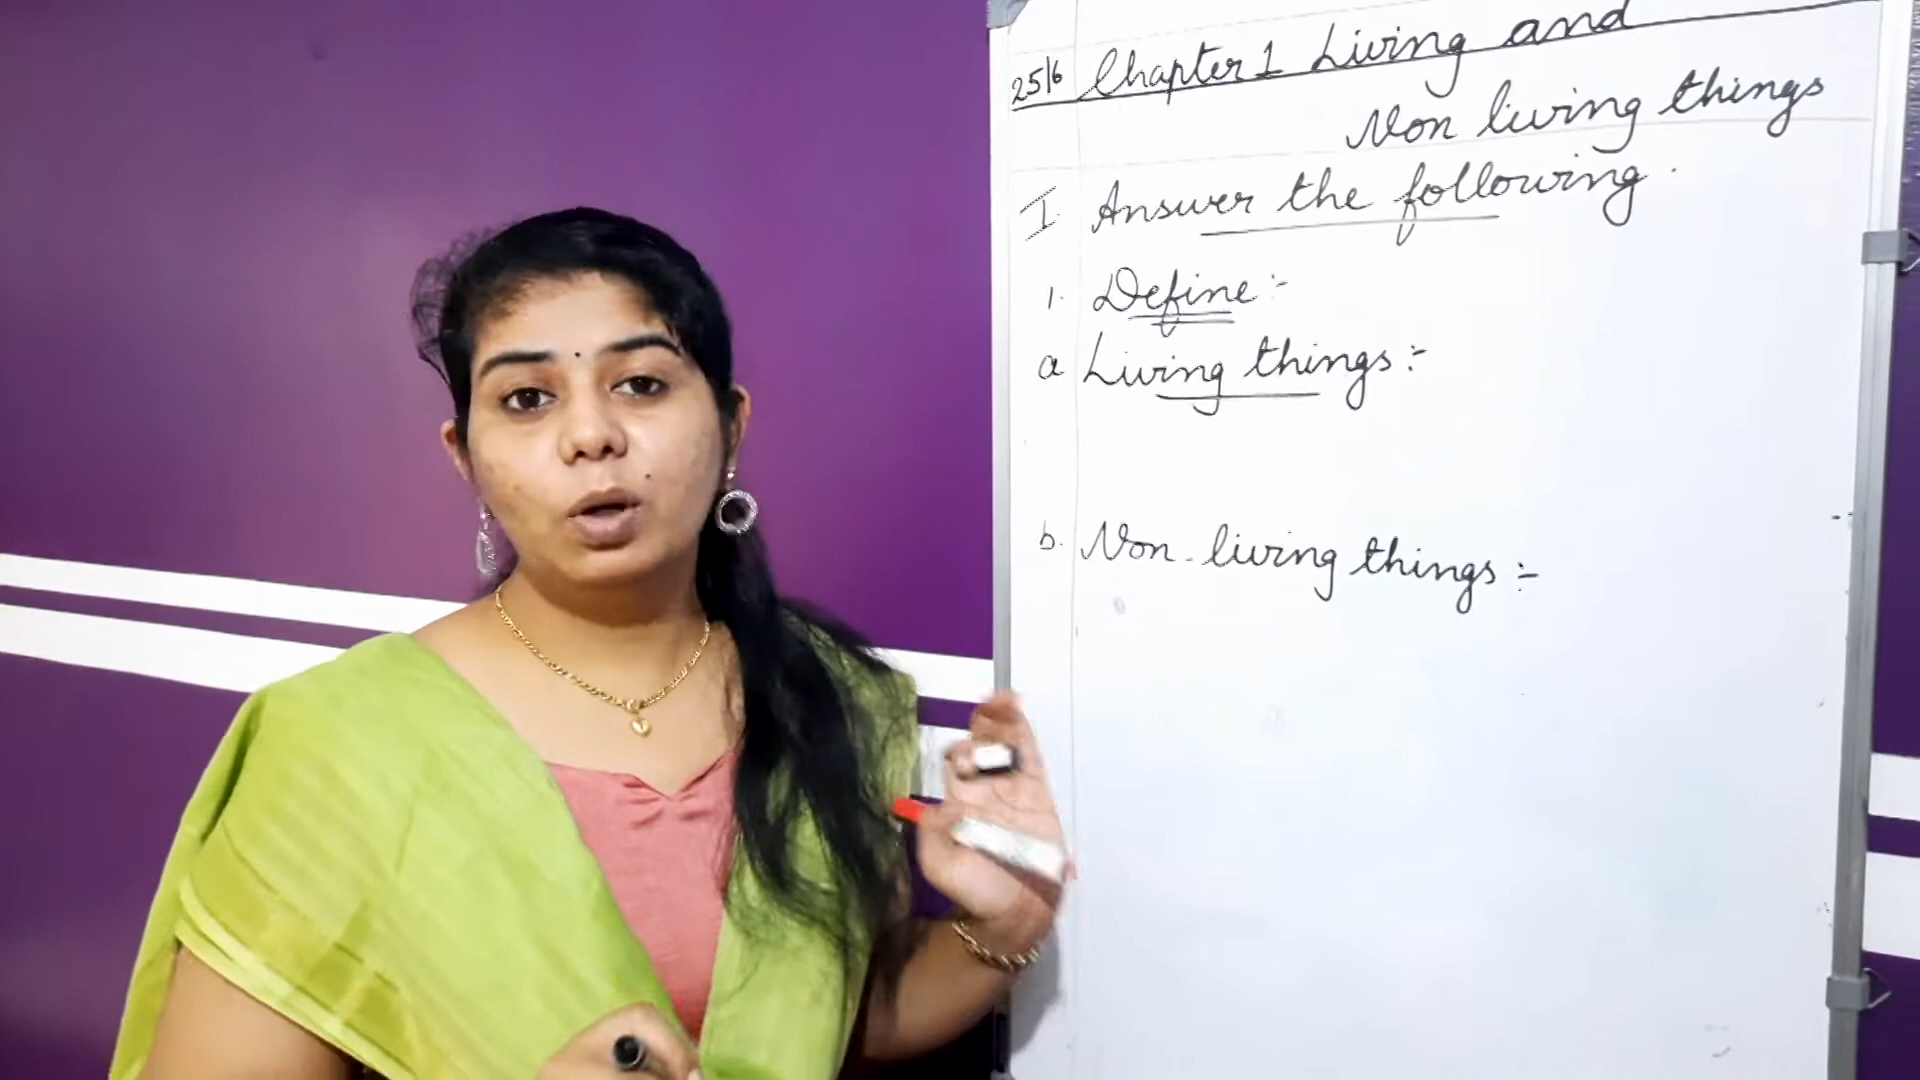 25/6 Chapter 1 Living and
Non living things
I. Answer the following.
1. Define :-
a Living things :-
b. Non-living things :-